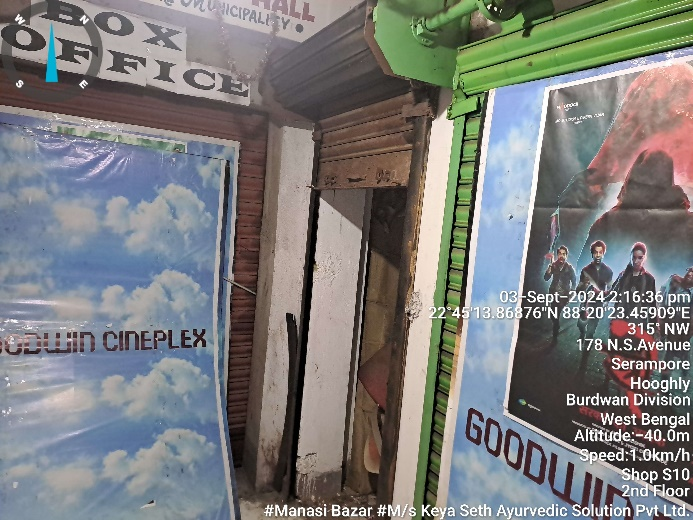 HALL
MUNICIPALITY
BOX
OFFICE
GOODWIN CINEPLEX
GOODWIN
03-Sept-2024 2:16:36 pm
22°45'13.86876"N 88°20'23.45909"E
315° NW
178 N.S.Avenue
Serampore
Hooghly
Burdwan Division
West Bengal
Altitude:-40.0m
Speed:1.0km/h
Shop S10
2nd Floor
#Manasi Bazar #M/s Keya Seth Ayurvedic Solution Pvt Ltd.